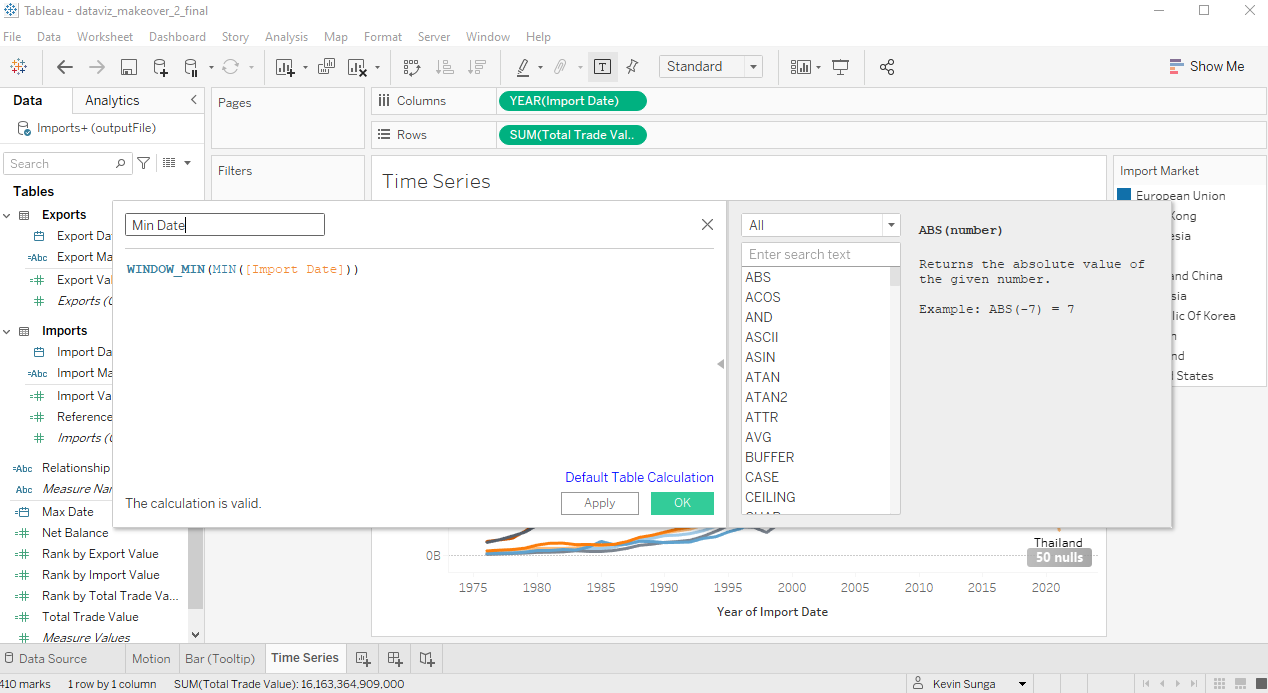 Tableau - dataviz_makeover_2_final
File Data Worksheet Dashboard Story Analysis Map Format Server Window Help
Standard
Show Me
Data
Analytics
Imports+ (outputFile)
Search
Tables
Exports
Export Da
Abc Export Ma
Export Val
Exports (C
Imports
Import Da
Abc Import Ma
Import Va
Reference
Imports (C
Abc Relationship
Abc Measure Nar
Max Date
Net Balance
Rank by Export Value
Rank by Import Value
Rank by Total Trade Va...
Total Trade Value
Measure Values
Pages
Filters
Columns
YEAR(Import Date)
Rows
SUM(Total Trade Val..
Time Series
Import Market
European Union
Kong
esia
and China
sia
lic Of Korea
n
nd
l States
Min Date
WINDOW_MIN(MIN([Import Date]))
Default Table Calculation
The calculation is valid.
Apply
OK
All
Enter search text
ABS
ACOS
AND
ASCII
ASIN
ATAN
ATAN2
ATTR
AVG
BUFFER
CASE
CEILING
CHAR
ABS(number)
Returns the absolute value of
the given number.
Example: ABS(-7) = 7
Thailand
50 nulls
0B
1975 1980 1985 1990 1995 2000 2005 2010 2015 2020
Year of Import Date
Data Source
Motion
Bar (Tooltip)
Time Series
410 marks
1 row by 1 column
SUM(Total Trade Value): 16,163,364,909,000
Kevin Sunga